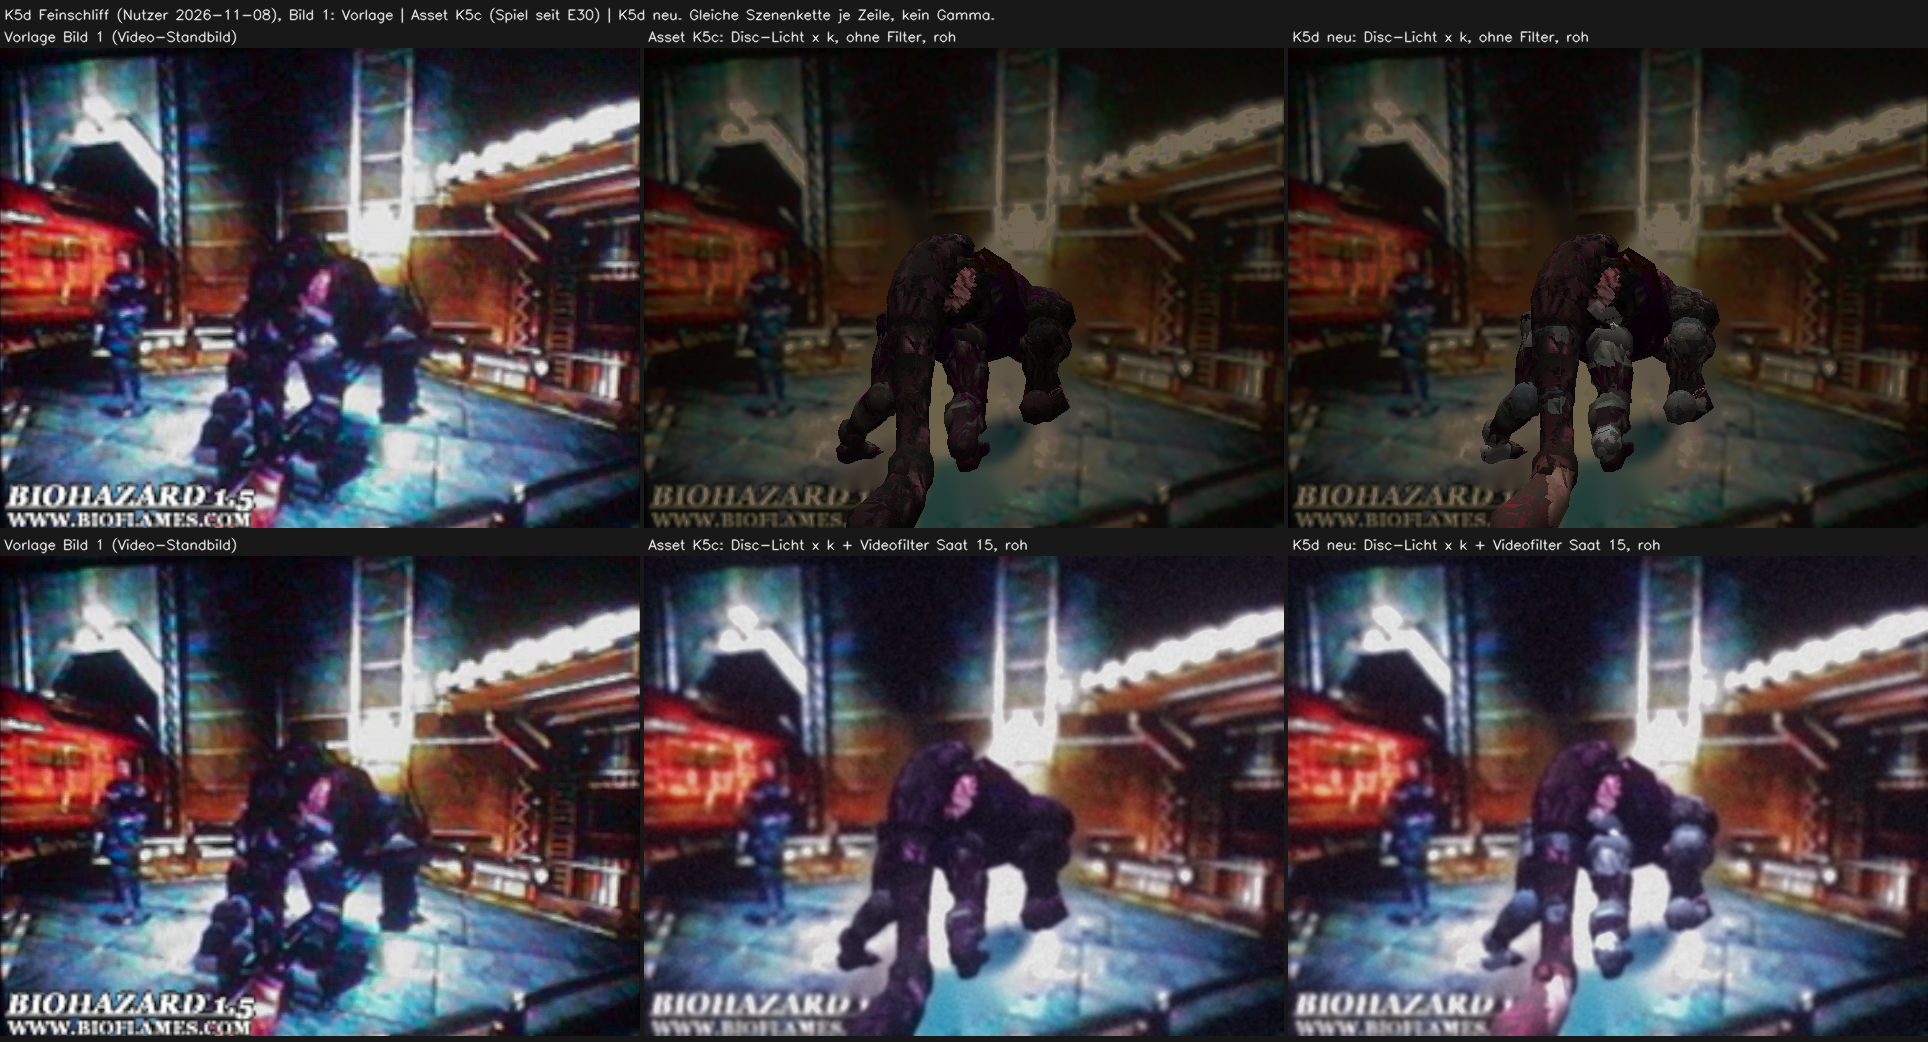 K5d Feinschliff (Nutzer 2026-11-08), Bild 1: Vorlage | Asset K5c (Spiel seit E30) | K5d neu. Gleiche Szenenkette je Zeile, kein Gamma.
Vorlage Bild 1 (Video-Standbild)
Asset K5c: Disc-Licht x k, ohne Filter, roh
K5d neu: Disc-Licht x k, ohne Filter, roh
BIOHAZARD 1.5
WWW.BIOFLAMES.COM
BIOHAZARD 1
WWW.BIOFLAMES.
BIOHAZARD 1
WWW.BIOFLAMES.
Vorlage Bild 1 (Video-Standbild)
Asset K5c: Disc-Licht x k + Videofilter Saat 15, roh
K5d neu: Disc-Licht x k + Videofilter Saat 15, roh
BIOHAZARD 1.5
WWW.BIOFLAMES.COM
BIOHAZARD
WWW.BIOFLAMES.
BIOHAZARD
WWW.BIOFLAMES.